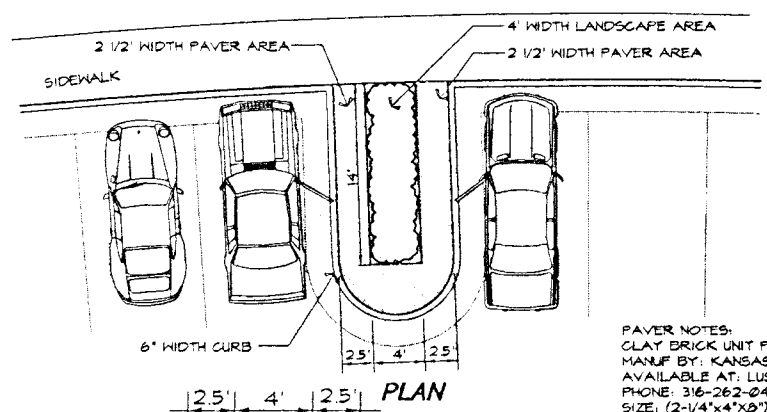 4' WIDTH LANDSCAPE AREA
2 1/2' WIDTH PAVER AREA
2 1/2' WIDTH PAVER AREA
SIDEWALK
14'
6" WIDTH CURB
2.5' 4' 2.5'
2.5' 4' 2.5'
PLAN
PAVER NOTES:
CLAY BRICK UNIT
MANUF BY: KANSAS
AVAILABLE AT:
PHONE: 316-262-04
SIZE: (2-1/4"x4"x8")